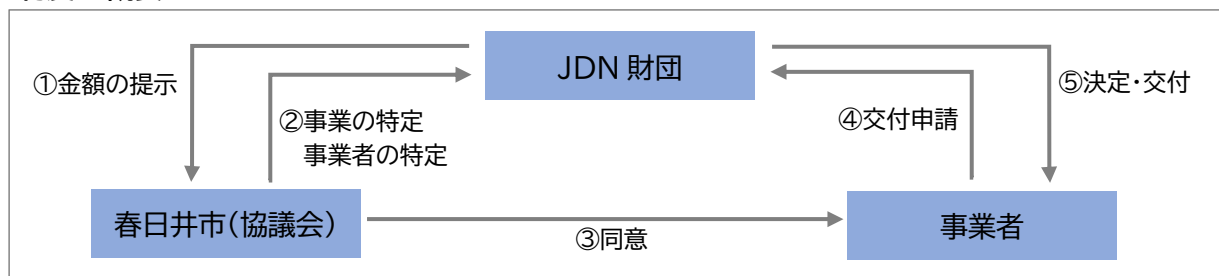 JDN 財団
①金額の提示
②事業の特定
事業者の特定
④交付申請
⑤決定・交付
春日井市(協議会)
③同意
事業者